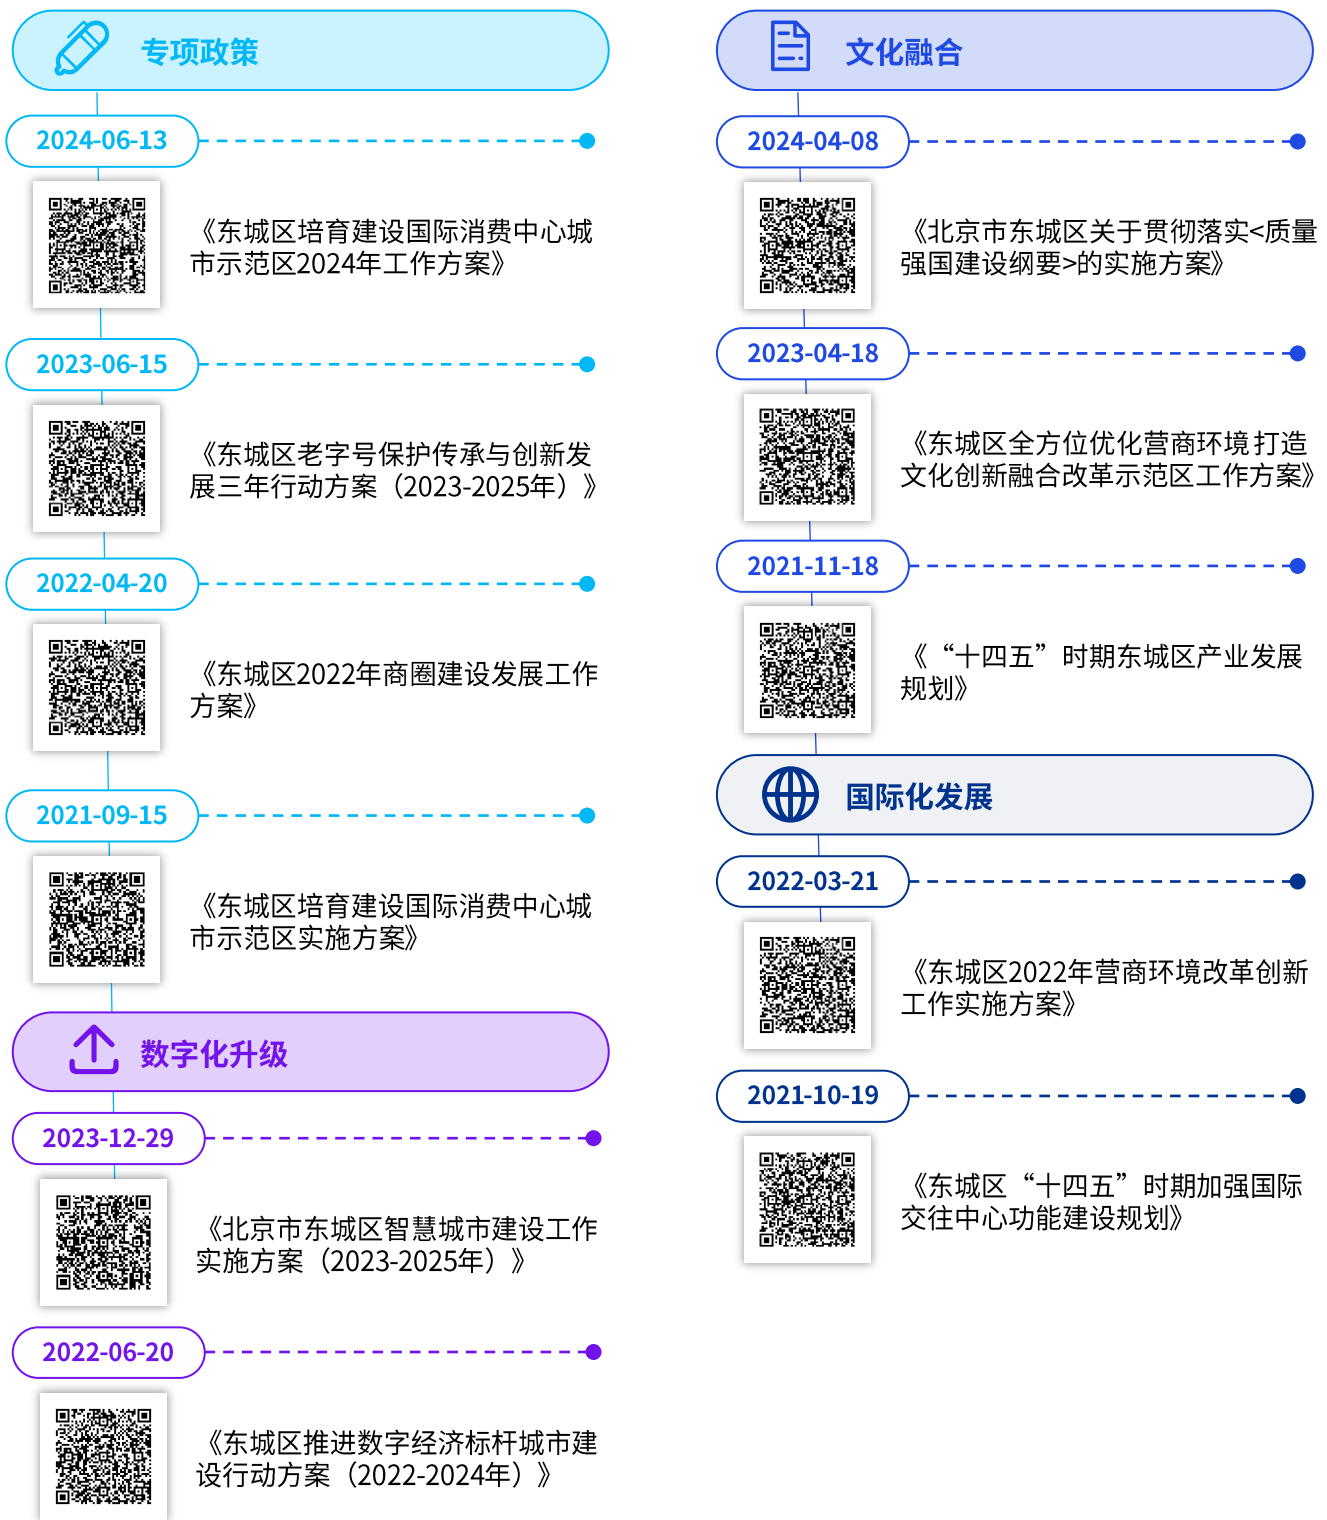 专项政策
2024-06-13
《东城区培育建设国际消费中心城
市示范区2024年工作方案》
2023-06-15
《东城区老字号保护传承与创新发
展三年行动方案（2023-2025年）》
2022-04-20
《东城区2022年商圈建设发展工作
方案》
2021-09-15
《东城区培育建设国际消费中心城
市示范区实施方案》
数字化升级
2023-12-29
《北京市东城区智慧城市建设工作
实施方案（2023-2025年）》
2022-06-20
《东城区推进数字经济标杆城市建
设行动方案（2022-2024年）》
文化融合
2024-04-08
《北京市东城区关于贯彻落实<质量
强国建设纲要>的实施方案》
2023-04-18
《东城区全方位优化营商环境 打造
文化创新融合改革示范区工作方案》
2021-11-18
《“十四五”时期东城区产业发展
规划》
国际化发展
2022-03-21
《东城区2022年营商环境改革创新
工作实施方案》
2021-10-19
《东城区“十四五”时期加强国际
交往中心功能建设规划》